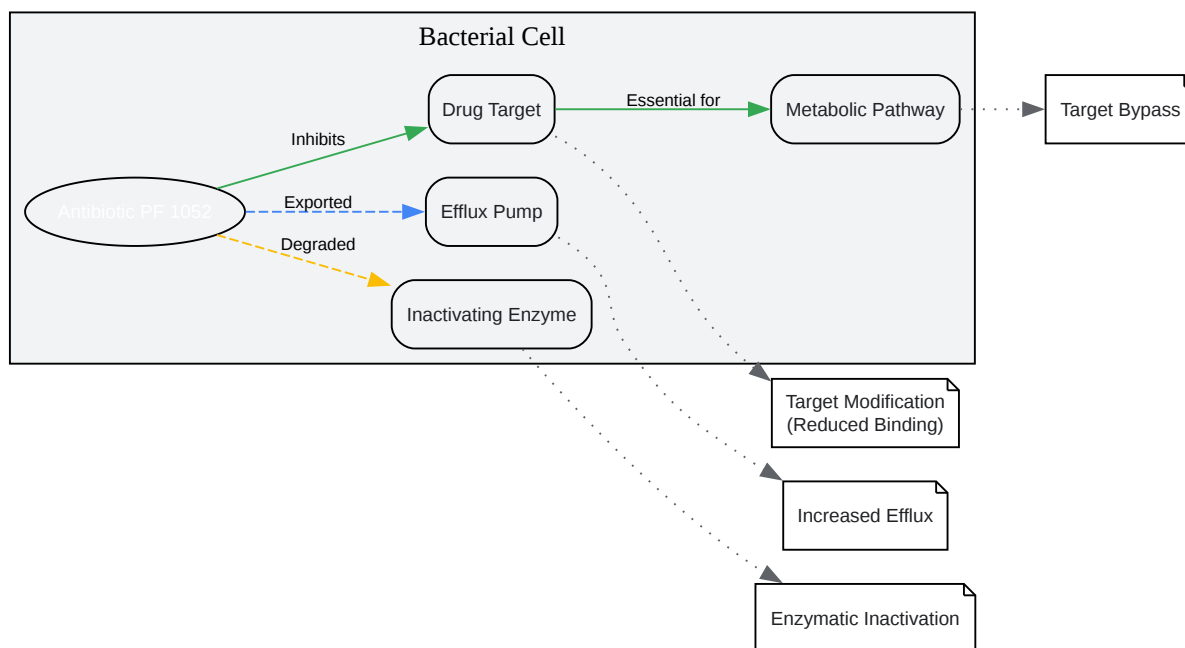 Bacterial Cell
Drug Target
Essential for
Metabolic Pathway
Target Bypass
Inhibits
Antibiotic PF 1052
Exported
Efflux Pump
Degraded
Inactivating Enzyme
Target Modification
(Reduced Binding)
Increased Efflux
Enzymatic Inactivation